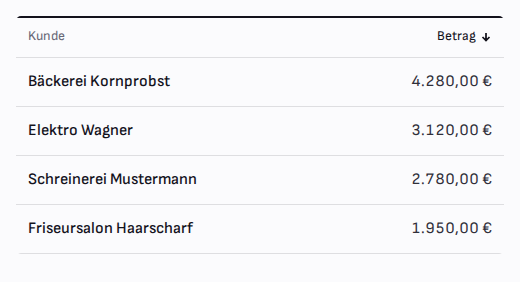 Kunde Betrag ↓
Bäckerei Kornprobst 4.280,00 €
Elektro Wagner 3.120,00 €
Schreinerei Mustermann 2.780,00 €
Friseursalon Haarscharf 1.950,00 €